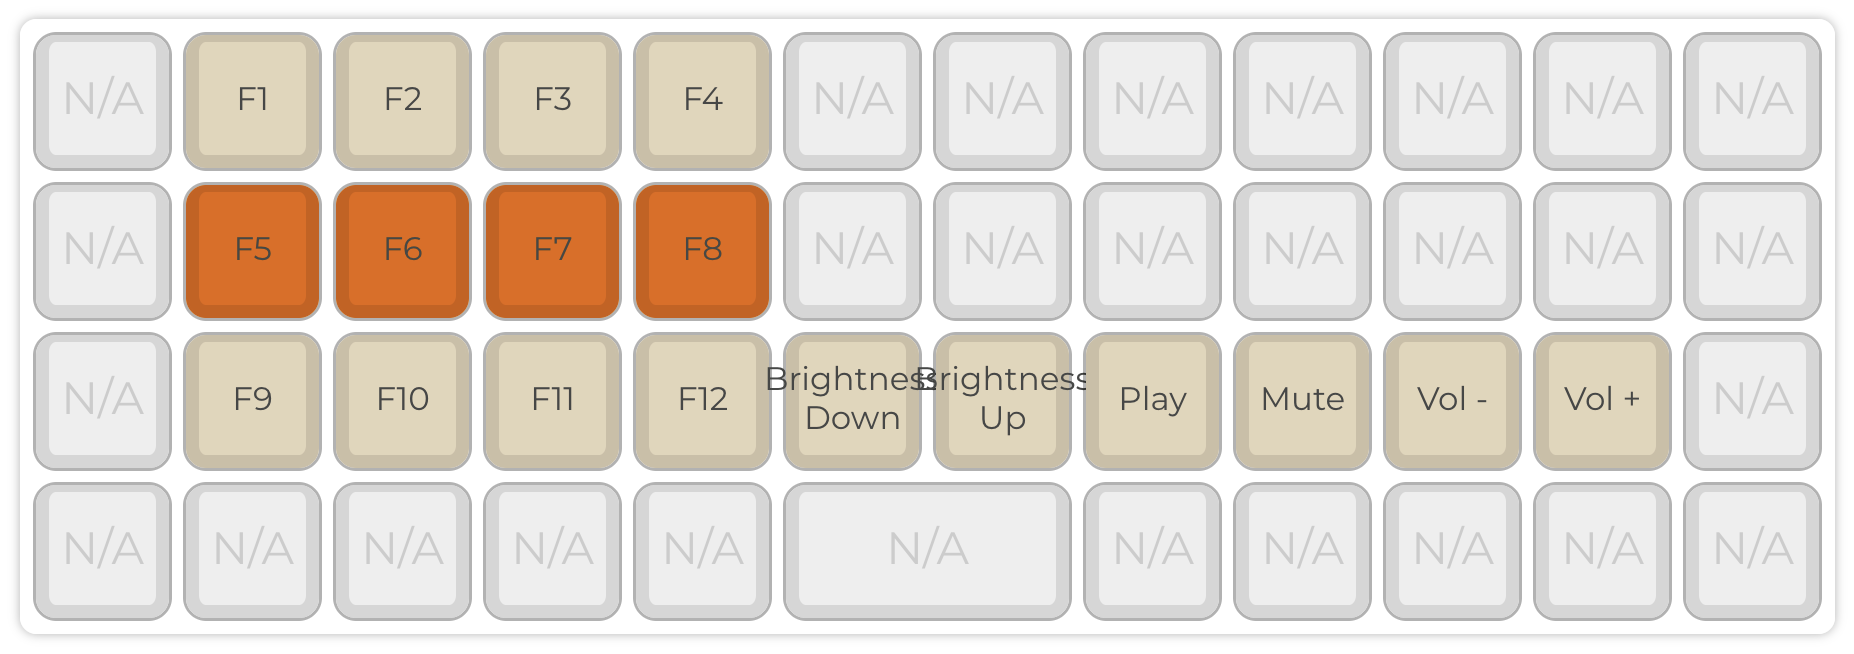 N/A F1 F2 F3 F4 N/A N/A N/A N/A N/A N/A N/A
N/A F5 F6 F7 F8 N/A N/A N/A N/A N/A N/A N/A
N/A F9 F10 F11 F12 Brightness Down Brightness Up Play Mute Vol - Vol + N/A
N/A N/A N/A N/A N/A N/A N/A N/A N/A N/A N/A